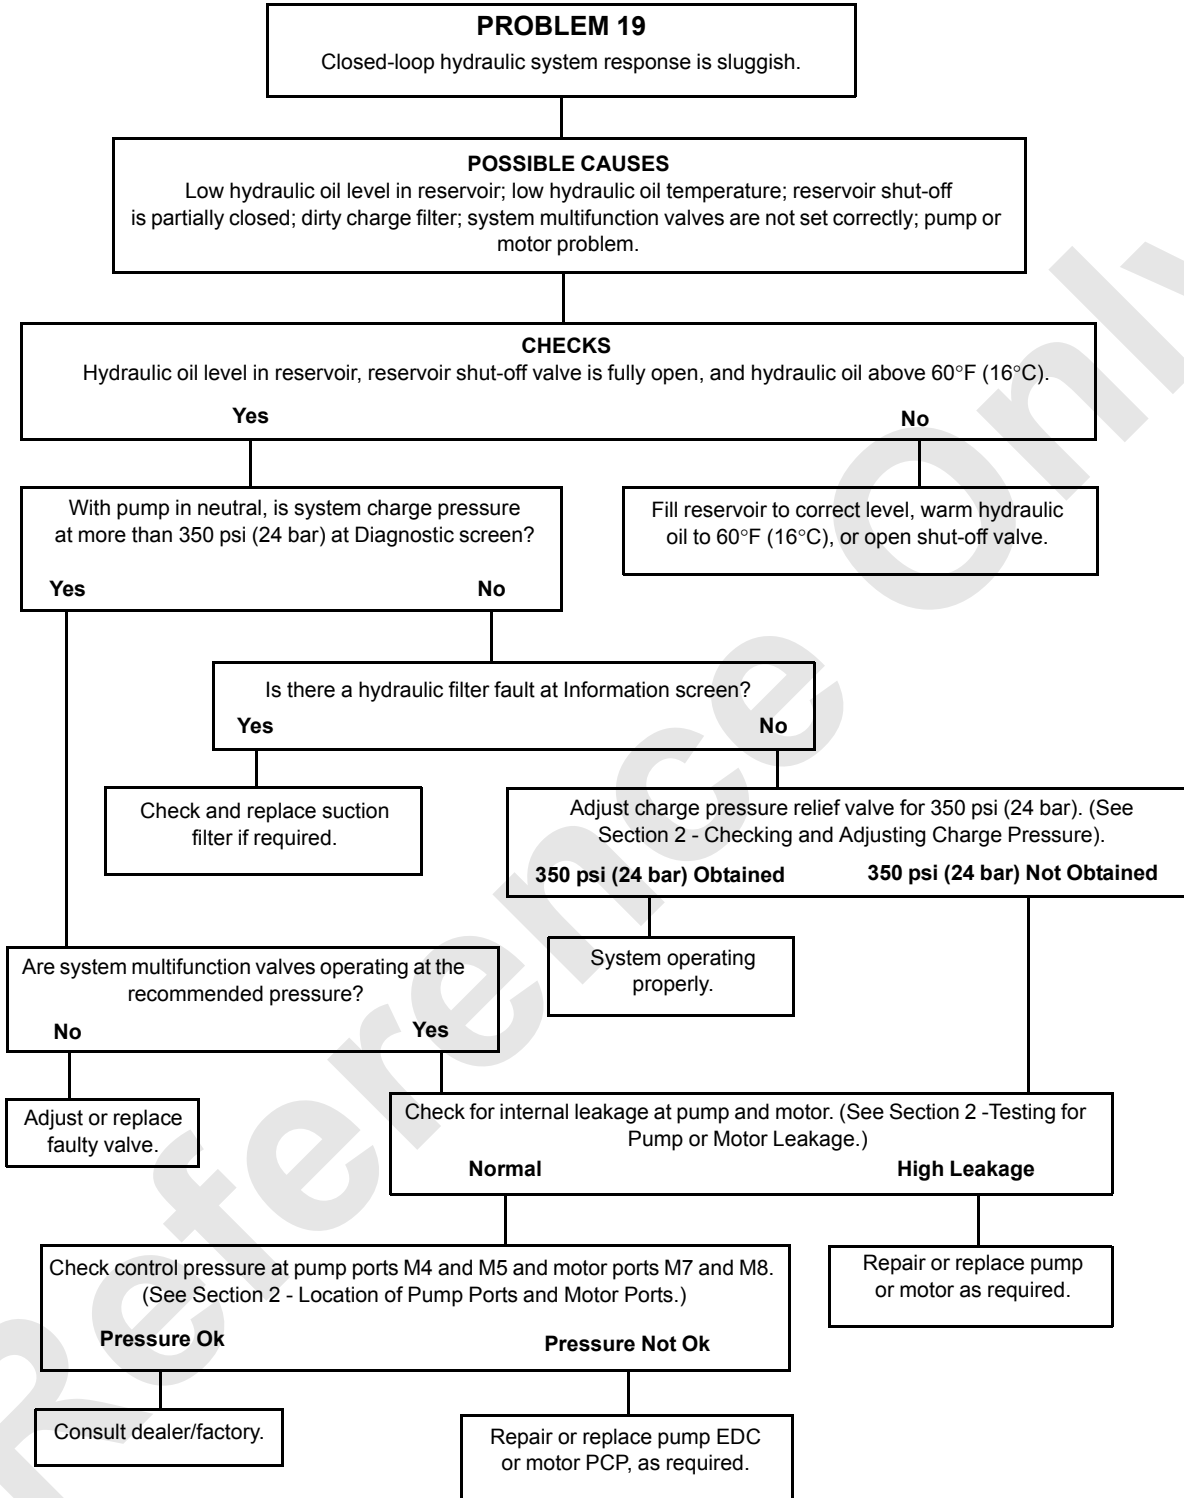 PROBLEM 19
Closed-loop hydraulic system response is sluggish.
POSSIBLE CAUSES
Low hydraulic oil level in reservoir; low hydraulic oil temperature; reservoir shut-off
is partially closed; dirty charge filter; system multifunction valves are not set correctly; pump or
motor problem.
CHECKS
Hydraulic oil level in reservoir, reservoir shut-off valve is fully open, and hydraulic oil above 60°F (16°C).
Yes
No
With pump in neutral, is system charge pressure
at more than 350 psi (24 bar) at Diagnostic screen?
Yes
No
Fill reservoir to correct level, warm hydraulic
oil to 60°F (16°C), or open shut-off valve.
Is there a hydraulic filter fault at Information screen?
Yes
No
Check and replace suction
filter if required.
Adjust charge pressure relief valve for 350 psi (24 bar). (See
Section 2 - Checking and Adjusting Charge Pressure).
350 psi (24 bar) Obtained
350 psi (24 bar) Not Obtained
System operating
properly.
Are system multifunction valves operating at the
recommended pressure?
No
Yes
Adjust or replace
faulty valve.
Check for internal leakage at pump and motor. (See Section 2 -Testing for
Pump or Motor Leakage.)
Normal
High Leakage
Check control pressure at pump ports M4 and M5 and motor ports M7 and M8.
(See Section 2 - Location of Pump Ports and Motor Ports.)
Pressure Ok
Pressure Not Ok
Repair or replace pump
or motor as required.
Consult dealer/factory.
Repair or replace pump EDC
or motor PCP, as required.
Reference Only